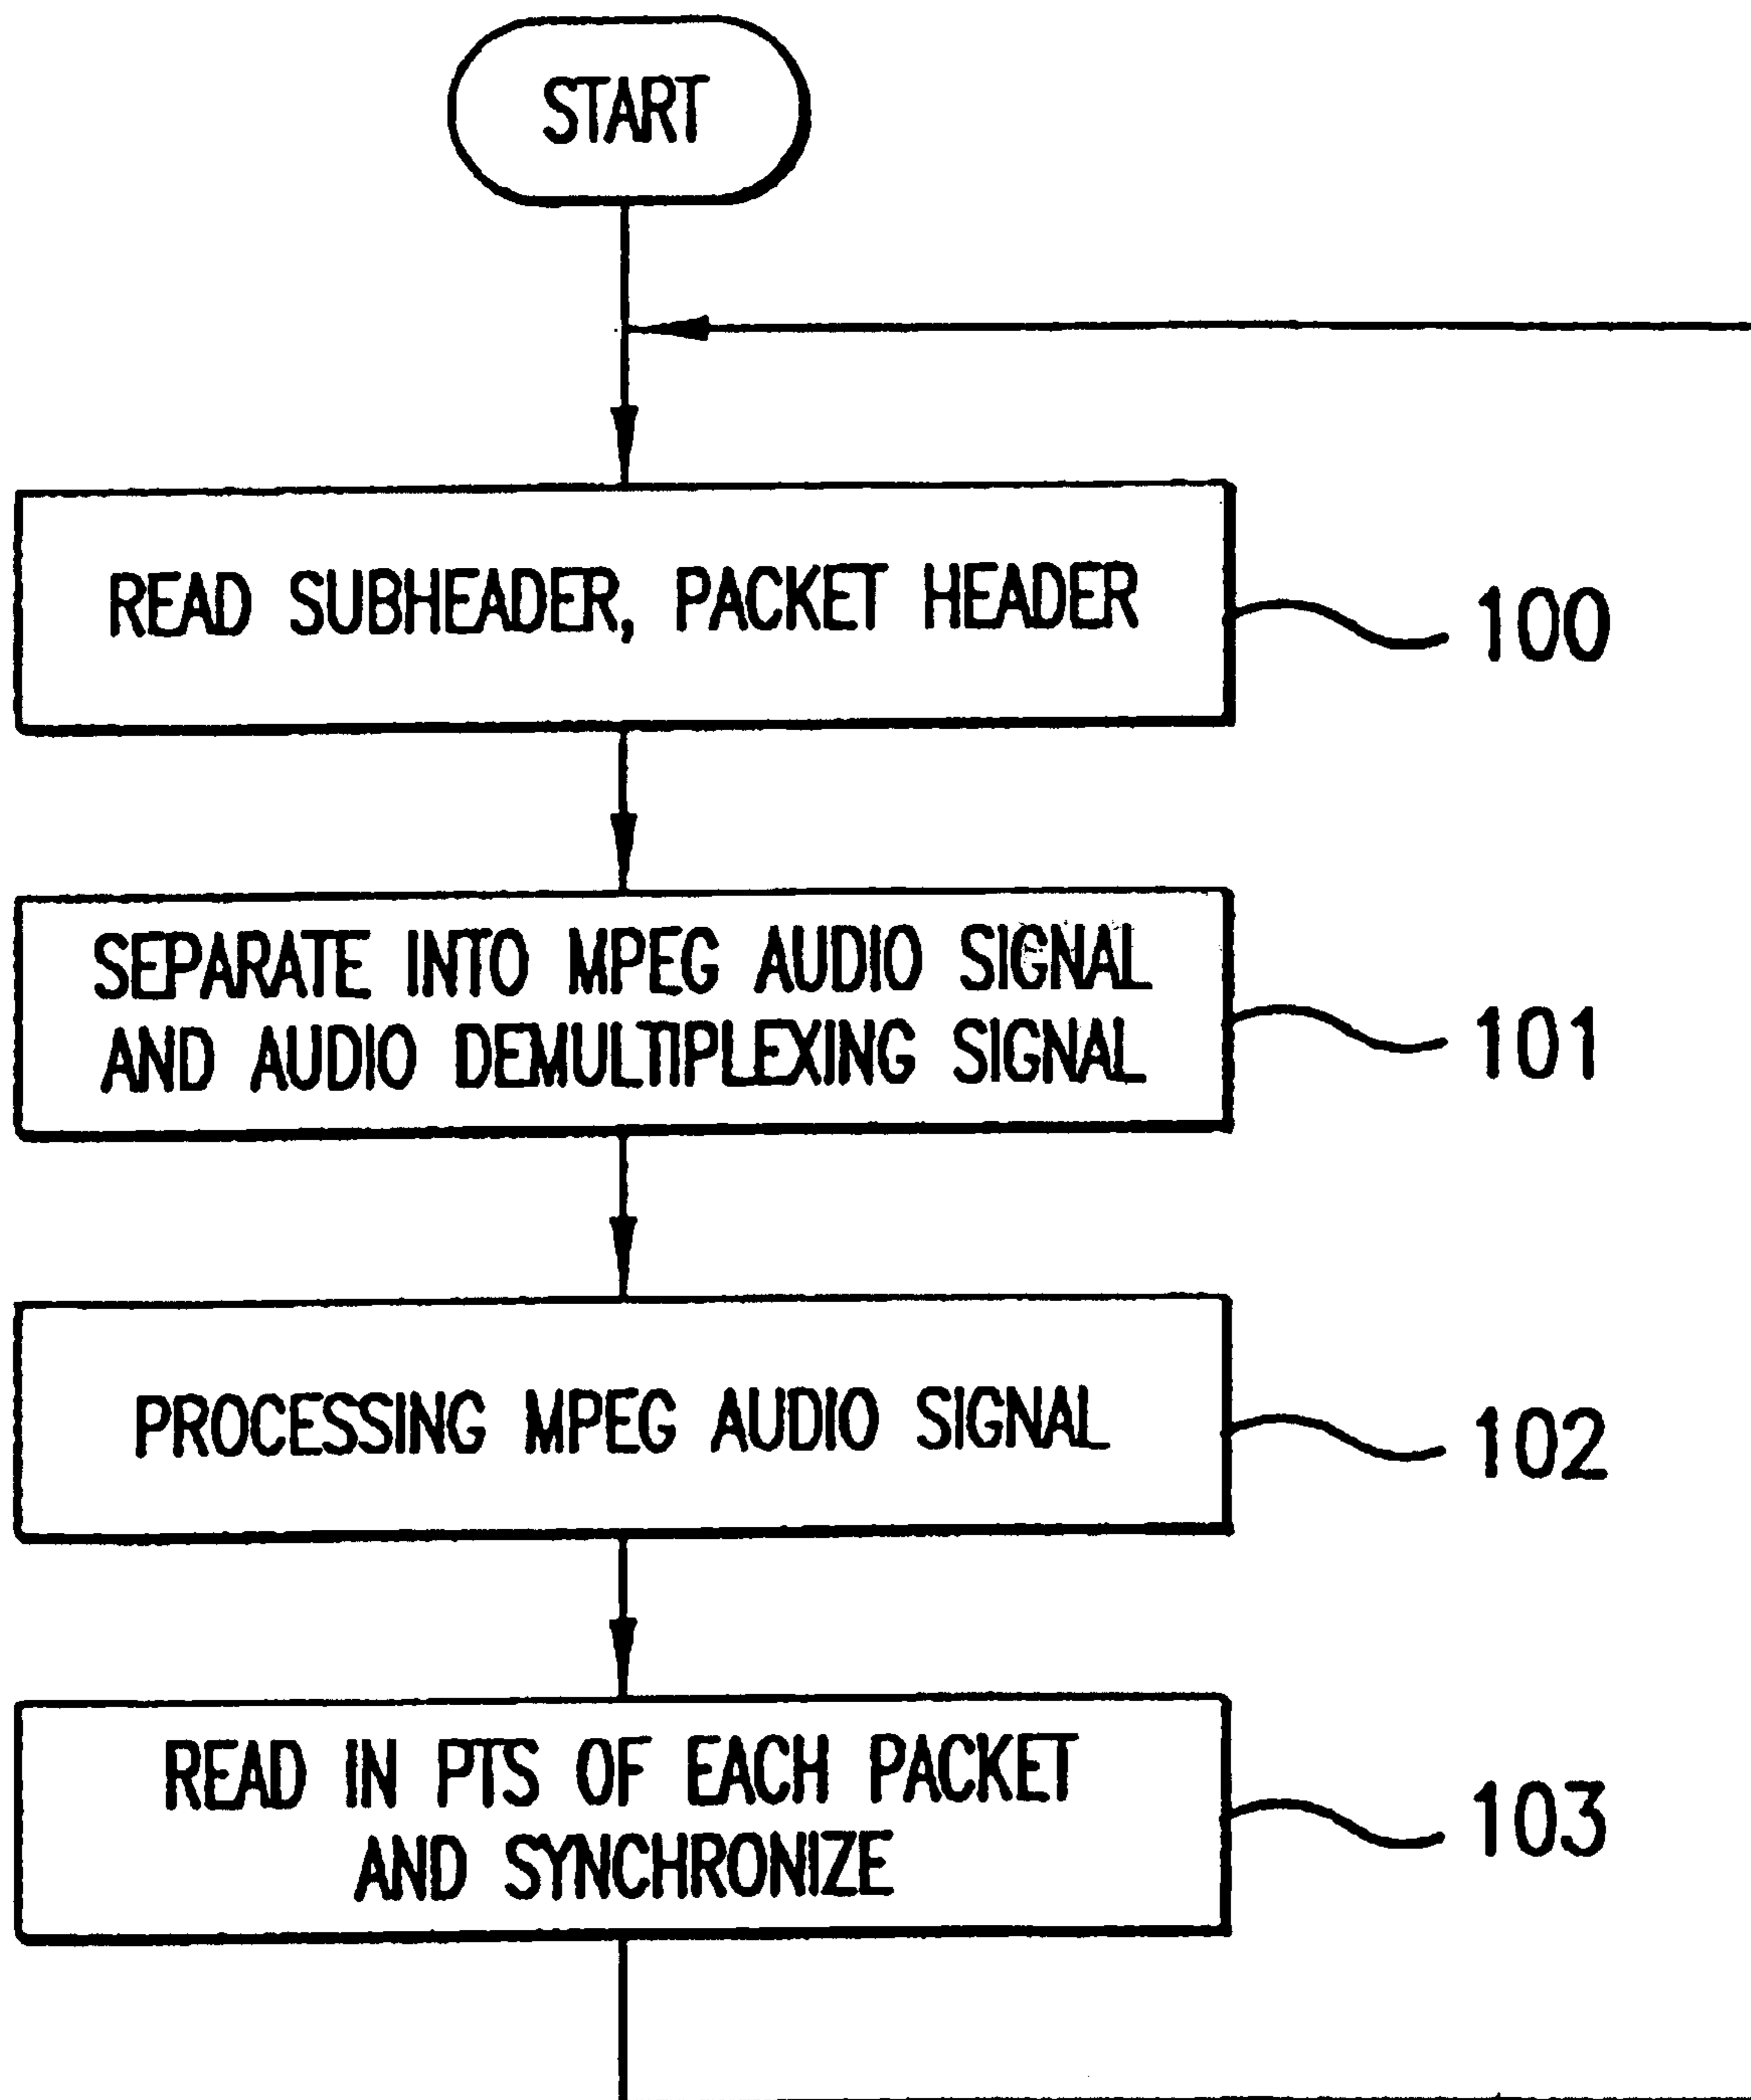 START
READ SUBHEADER, PACKET HEADER
100
SEPARATE INTO MPEG AUDIO SIGNAL
AND AUDIO DEMULTIPLEXING SIGNAL
101
PROCESSING MPEG AUDIO SIGNAL
102
READ IN PTS OF EACH PACKET
AND SYNCHRONIZE
103